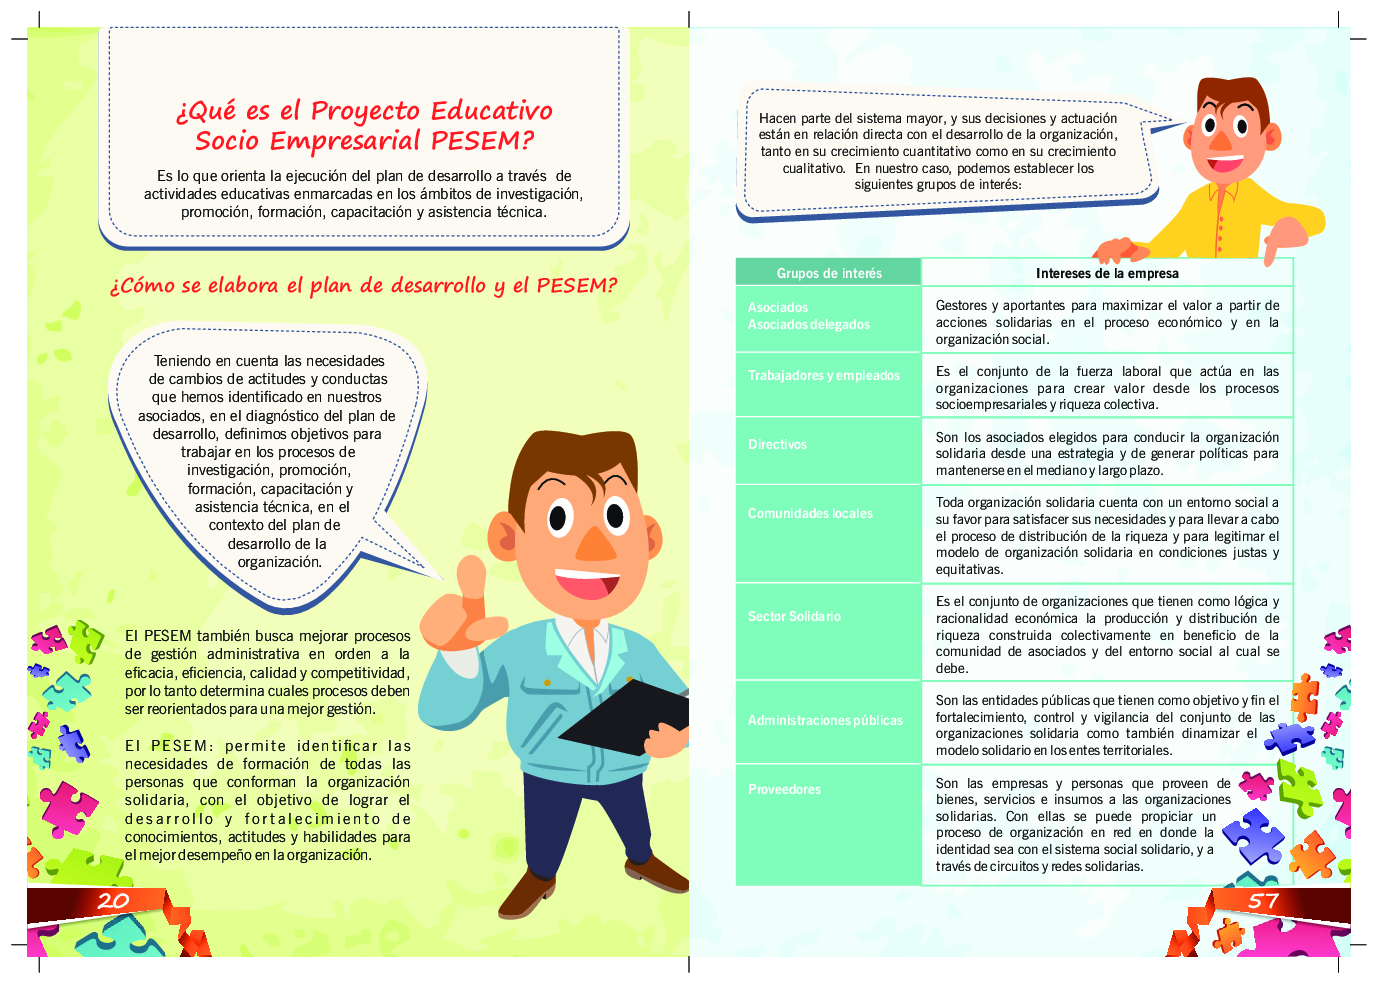 ¿Qué es el Proyecto Educativo
Socio Empresarial PESEM?
Es lo que orienta la ejecución del plan de desarrollo a través de
actividades educativas enmarcadas en los ámbitos de investigación,
promoción, formación, capacitación y asistencia técnica.
¿Cómo se elabora el plan de desarrollo y el PESEM?
Teniendo en cuenta las necesidades
de cambios de actitudes y conductas
que hemos identificado en nuestros
asociados, en el diagnóstico del plan de
desarrollo, definimos objetivos para
trabajar en los procesos de
investigación, promoción,
formación, capacitación y
asistencia técnica, en el
contexto del plan de
desarrollo de la
organización.
El PESEM también busca mejorar procesos
de gestión administrativa en orden a la
eficacia, eficiencia, calidad y competitividad,
por lo tanto determina cuales procesos deben
ser reorientados para una mejor gestión.
El PESEM: permite identificar las
necesidades de formación de todas las
personas que conforman la organización
solidaria, con el objetivo de lograr el
desarrollo y fortalecimiento de
conocimientos, actitudes y habilidades para
el mejor desempeño en la organización.
20
Hacen parte del sistema mayor, y sus decisiones y actuación
están en relación directa con el desarrollo de la organización,
tanto en su crecimiento cuantitativo como en su crecimiento
cualitativo. En nuestro caso, podemos establecer los
siguientes grupos de interés:
Grupos de interés
Intereses de la empresa
Asociados
Asociados delegados
Gestores y aportantes para maximizar el valor a partir de
acciones solidarias en el proceso económico y en la
organización social.
Trabajadores y empleados
Es el conjunto de la fuerza laboral que actúa en las
organizaciones para crear valor desde los procesos
socioempresariales y riqueza colectiva.
Directivos
Son los asociados elegidos para conducir la organización
solidaria desde una estrategia y de generar políticas para
mantenerse en el mediano y largo plazo.
Comunidades locales
Toda organización solidaria cuenta con un entorno social a
su favor para satisfacer sus necesidades y para llevar a cabo
el proceso de distribución de la riqueza y para legitimar el
modelo de organización solidaria en condiciones justas y
equitativas.
Sector Solidario
Es el conjunto de organizaciones que tienen como lógica y
racionalidad económica la producción y distribución de
riqueza construida colectivamente en beneficio de la
comunidad de asociados y del entorno social al cual se
debe.
Administraciones públicas
Son las entidades públicas que tienen como objetivo y fin el
fortalecimiento, control y vigilancia del conjunto de las
organizaciones solidaria como también dinamizar el
modelo solidario en los entes territoriales.
Proveedores
Son las empresas y personas que proveen de
bienes, servicios e insumos a las organizaciones
solidarias. Con ellas se puede propiciar un
proceso de organización en red en donde la
identidad sea con el sistema social solidario, y a
través de circuitos y redes solidarias.
57